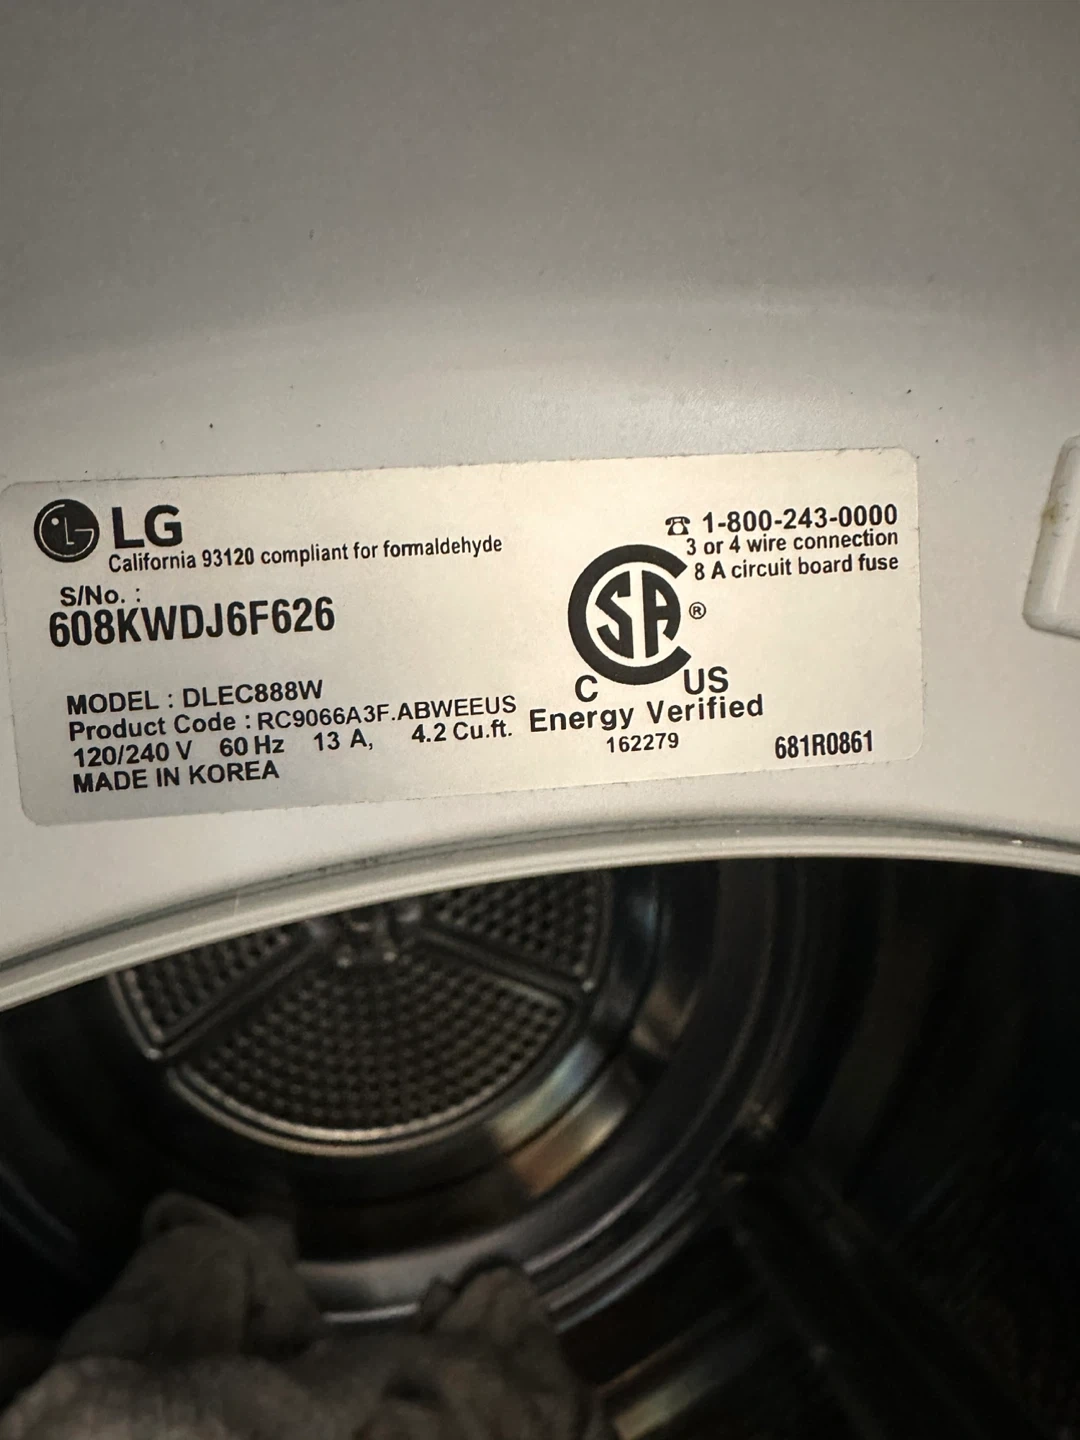 LG
California 93120 compliant for formaldehyde
S/No. :
608KWDJ6F626
MODEL : DLEC888W
Product Code : RC9066A3F.ABWEEUS
120/240 V 60 Hz 13 A, 4.2 Cu.ft.
MADE IN KOREA
☎ 1-800-243-0000
3 or 4 wire connection
8 A circuit board fuse
CSA ®
C US
Energy Verified
162279
681R0861